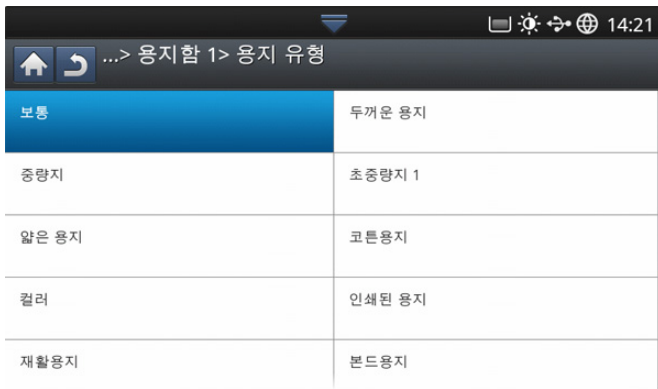 14:21
...> 용지함 1> 용지 유형
보통
두꺼운 용지
중량지
초중량지 1
얇은 용지
코튼용지
컬러
인쇄된 용지
재활용지
본드용지